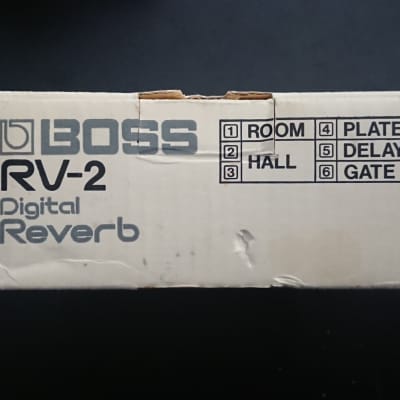 BOSS
RV-2
Digital
Reverb
1 ROOM 4 PLATE
2 HALL 5 DELAY
3 6 GATE